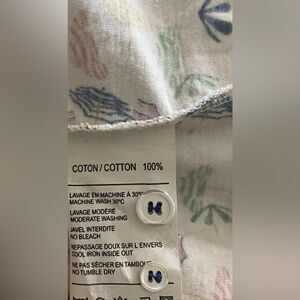 COTON / COTTON 100%
LAVAGE EN MACHINE À 30°
MACHINE WASH 30°C
LAVAGE MODÉRÉ
MODERATE WASHING
JAVEL INTERDITE
NO BLEACH
REPASSAGE DOUX SUR L'ENVERS
COOL IRON INSIDE OUT
NE PAS SÉCHER EN TAMBOU
NO TUMBLE DRY